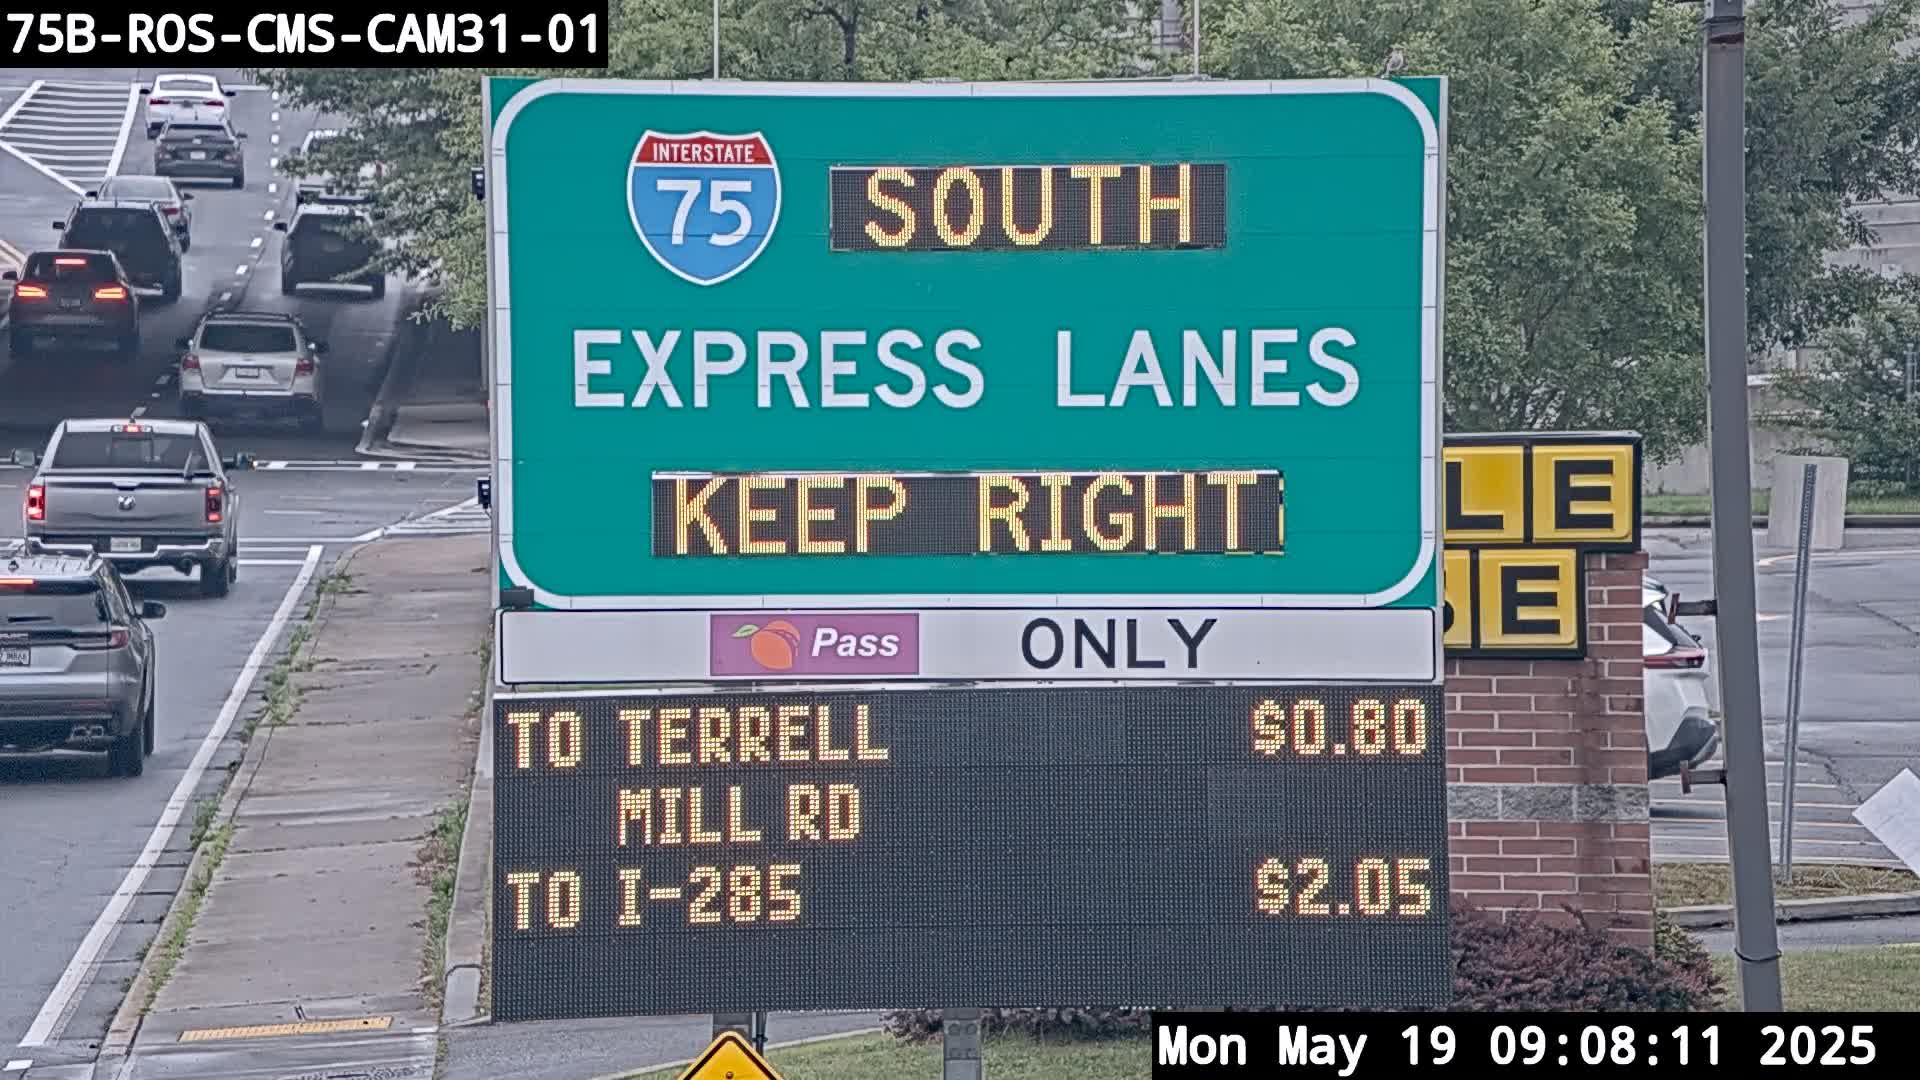 75B-ROS-CMS-CAM31-01
INTERSTATE
75
SOUTH
EXPRESS LANES
KEEP RIGHT
Pass ONLY
TO TERRELL $0.80
MILL RD
TO I-285 $2.05
LE
E
Mon May 19 09:08:11 2025